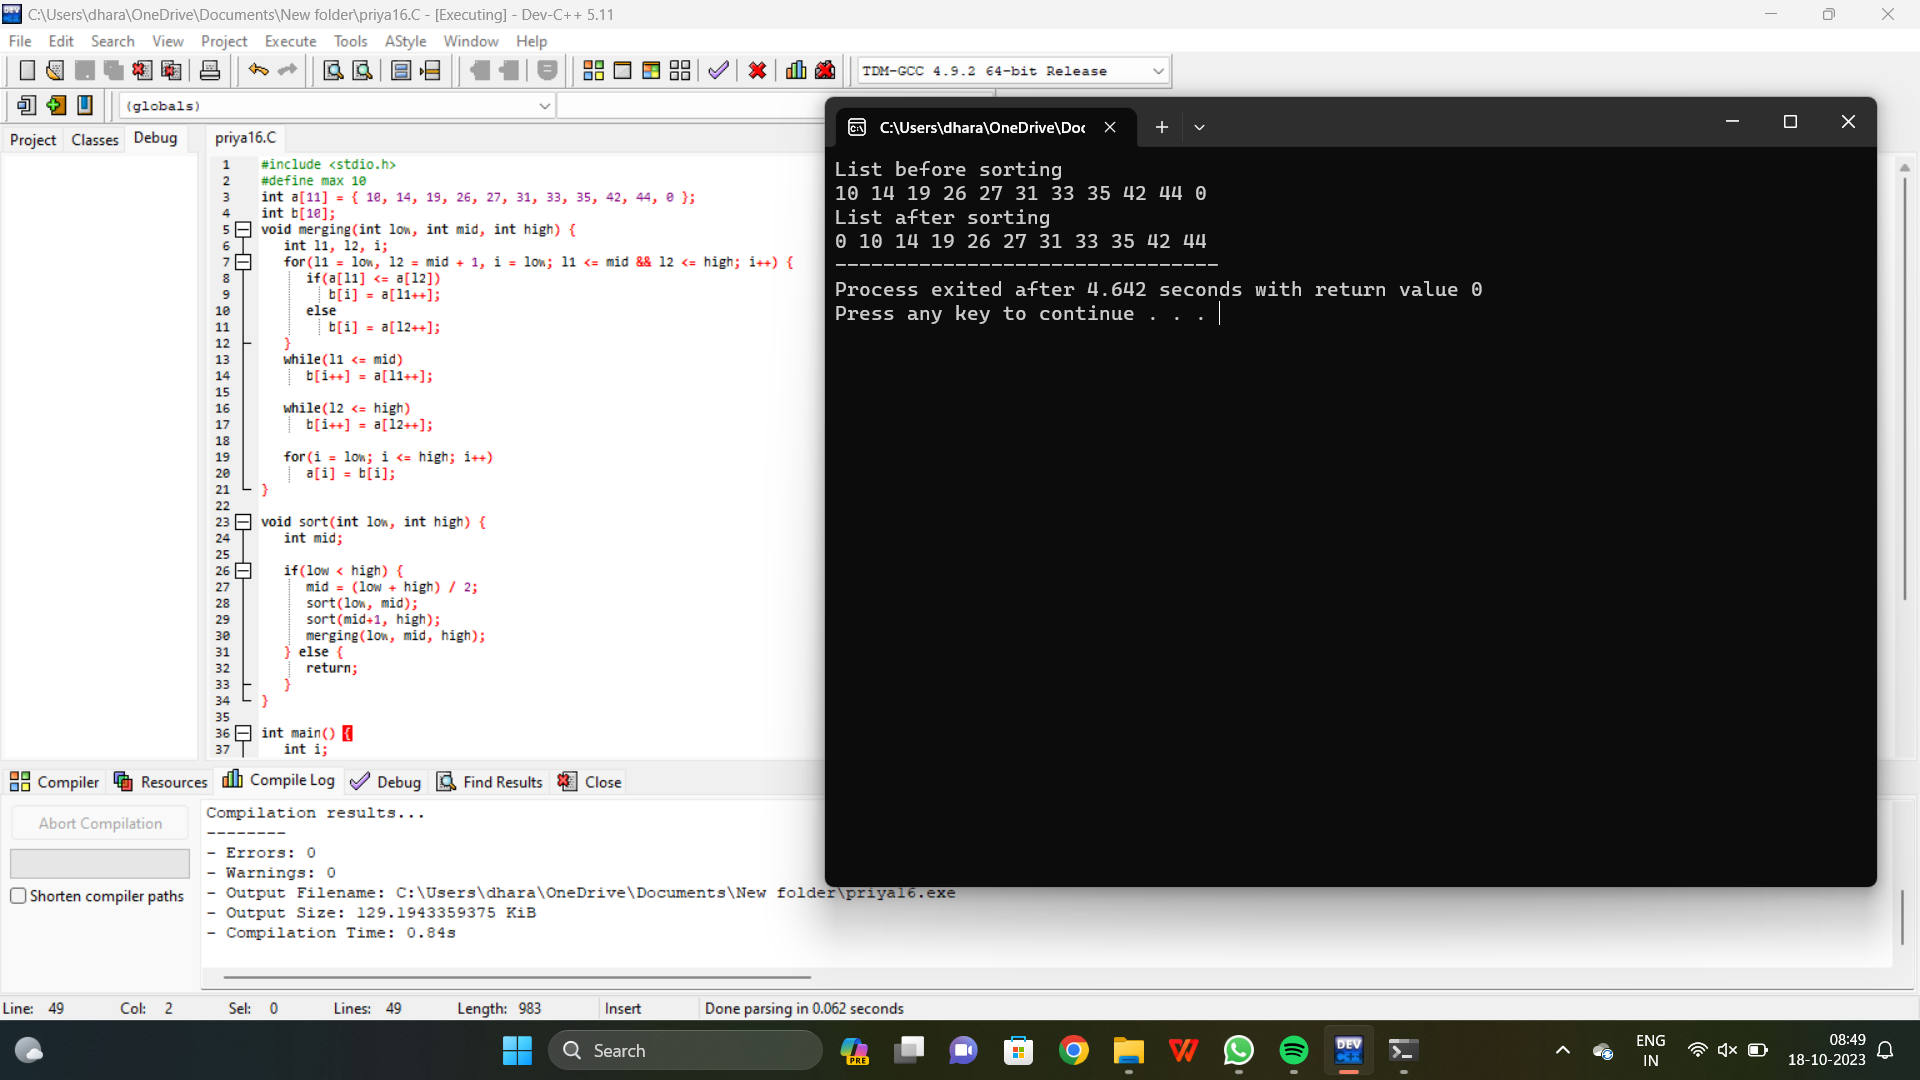 C:\Users\dhara\OneDrive\Documents\New folder\priya16.C - [Executing] - Dev-C++ 5.11
File Edit Search View Project Execute Tools AStyle Window Help
TDM-GCC 4.9.2 64-bit Release
(globals)
Project Classes Debug
priya16.C
1 #include <stdio.h>
2 #define max 10
3 int a[11] = { 10, 14, 19, 26, 27, 31, 33, 35, 42, 44, 0 };
4 int b[10];
5 void merging(int low, int mid, int high) {
6 int l1, l2, i;
7 for(l1 = low, l2 = mid + 1, i = low; l1 <= mid && l2 <= high; i++) {
8 if(a[l1] <= a[l2])
9 b[i] = a[l1++];
10 else
11 b[i] = a[l2++];
12 }
13 while(l1 <= mid)
14 b[i++] = a[l1++];
15
16 while(l2 <= high)
17 b[i++] = a[l2++];
18
19 for(i = low; i <= high; i++)
20 a[i] = b[i];
21 }
22
23 void sort(int low, int high) {
24 int mid;
25
26 if(low < high) {
27 mid = (low + high) / 2;
28 sort(low, mid);
29 sort(mid+1, high);
30 merging(low, mid, high);
31 } else {
32 return;
33 }
34 }
35
36 int main() {
37 int i;
C:\Users\dhara\OneDrive\Doc
List before sorting
10 14 19 26 27 31 33 35 42 44 0
List after sorting
0 10 14 19 26 27 31 33 35 42 44
--------------------------------
Process exited after 4.642 seconds with return value 0
Press any key to continue . . .
Compiler Resources Compile Log Debug Find Results Close
Abort Compilation
Shorten compiler paths
Compilation results...
--------
- Errors: 0
- Warnings: 0
- Output Filename: C:\Users\dhara\OneDrive\Documents\New folder\priya16.exe
- Output Size: 129.1943359375 KiB
- Compilation Time: 0.84s
Line: 49 Col: 2 Sel: 0 Lines: 49 Length: 983 Insert Done parsing in 0.062 seconds
Search
PRE
DEV C++
ENG
IN
08:49
18-10-2023